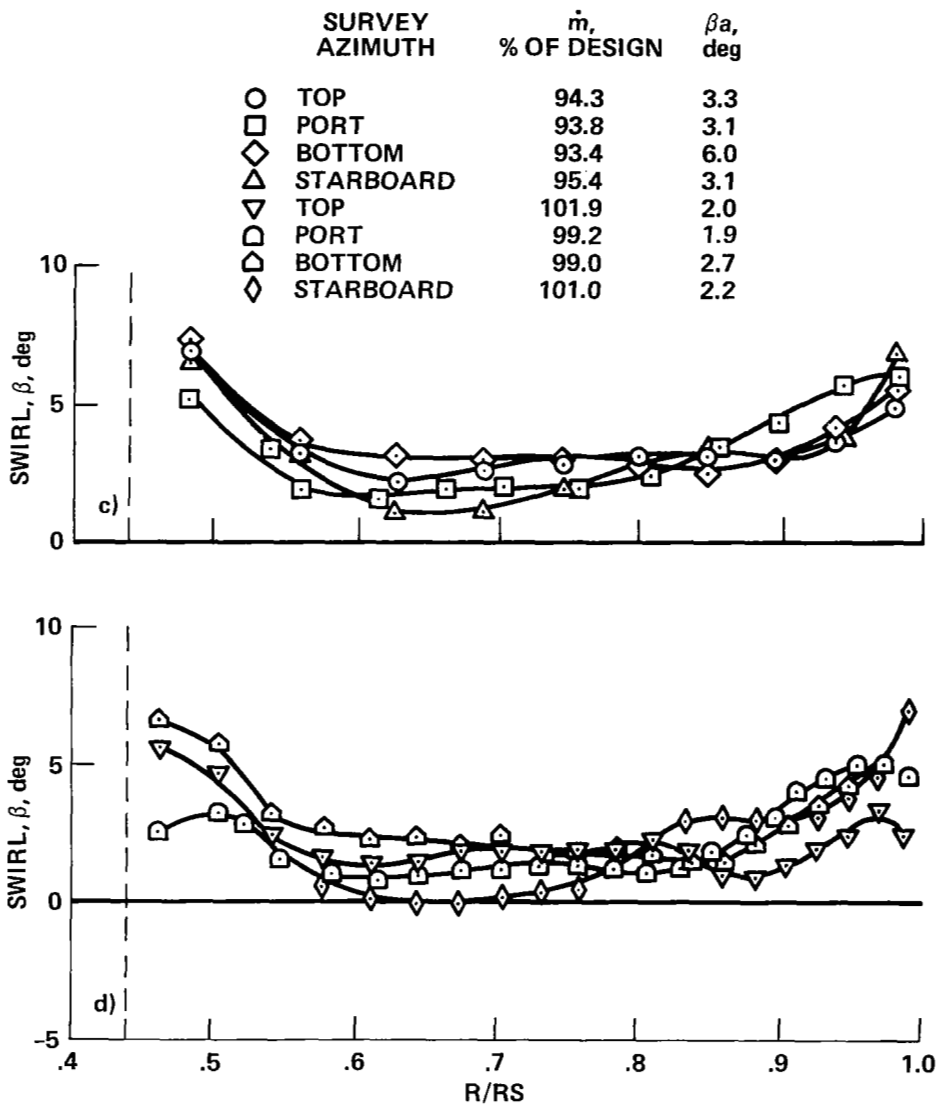 SURVEY AZIMUTH ṁ, % OF DESIGN βa, deg
TOP 94.3 3.3
PORT 93.8 3.1
BOTTOM 93.4 6.0
STARBOARD 95.4 3.1
TOP 101.9 2.0
PORT 99.2 1.9
BOTTOM 99.0 2.7
STARBOARD 101.0 2.2
10
5
0
SWIRL, β, deg
c)
10
5
0
-5
SWIRL, β, deg
d)
.4 .5 .6 .7 .8 .9 1.0
R/RS